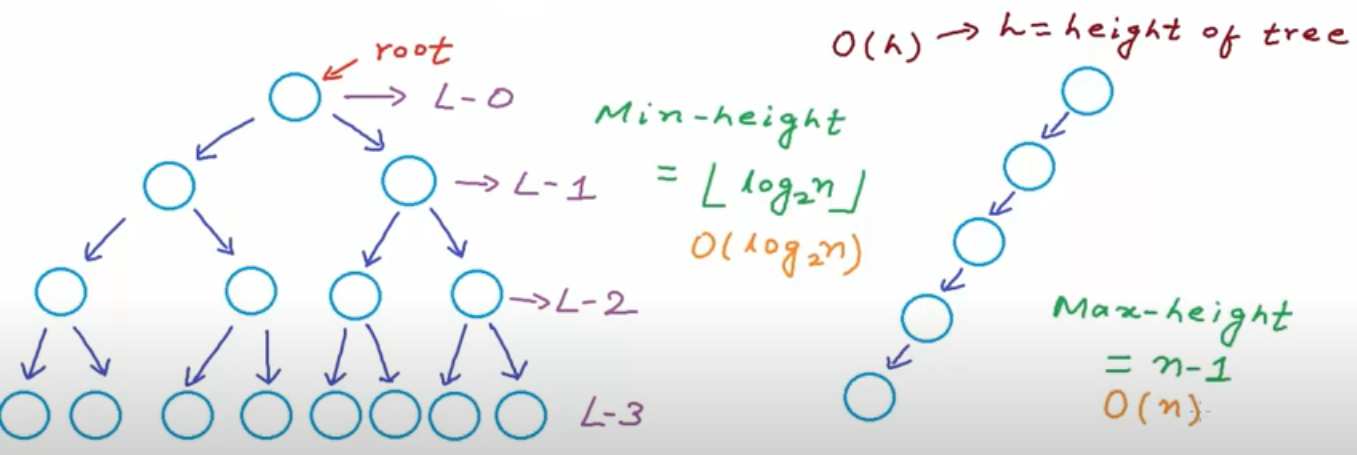 root
L-0
L-1
L-2
L-3
Min-height
= ⌊log₂n⌋
O(log₂n)
O(h) → h = height of tree
Max-height
= n-1
O(n)